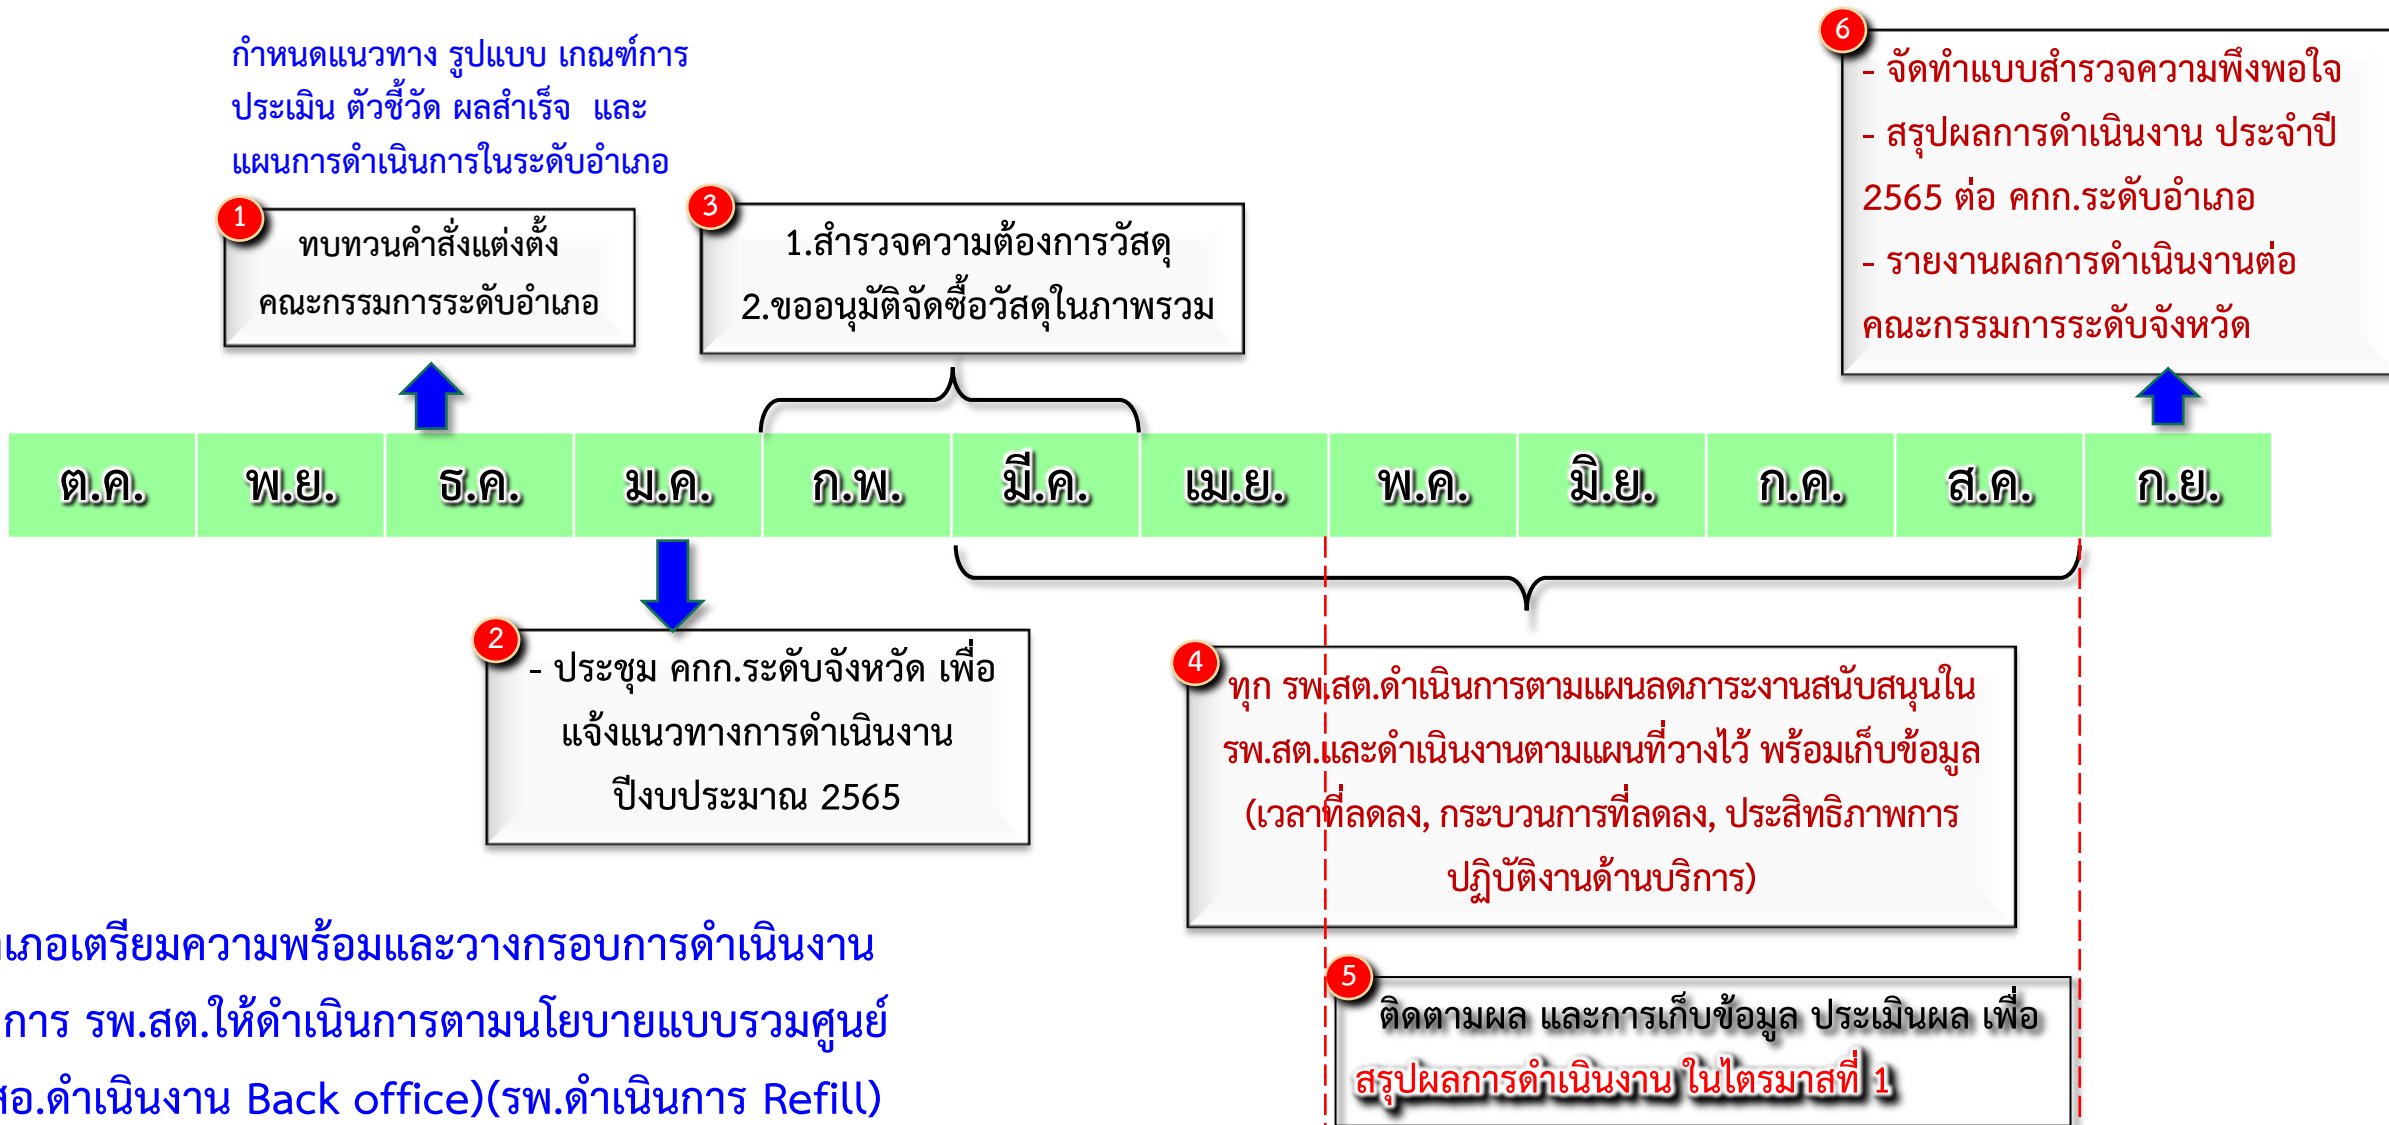 กำหนดแนวทาง รูปแบบ เกณฑ์การ
ประเมิน ตัวชี้วัด ผลสำเร็จ และ
แผนการดำเนินการในระดับอำเภอ
1
ทบทวนคำสั่งแต่งตั้ง
คณะกรรมการระดับอำเภอ
3
1.สำรวจความต้องการวัสดุ
2.ขออนุมัติจัดซื้อวัสดุในภาพรวม
6
- จัดทำแบบสำรวจความพึงพอใจ
- สรุปผลการดำเนินงาน ประจำปี
2565 ต่อ คกก.ระดับอำเภอ
- รายงานผลการดำเนินงานต่อ
คณะกรรมการระดับจังหวัด
ต.ค. พ.ย. ธ.ค. ม.ค. ก.พ. มี.ค. เม.ย. พ.ค. มิ.ย. ก.ค. ส.ค. ก.ย.
2
- ประชุม คกก.ระดับจังหวัด เพื่อ
แจ้งแนวทางการดำเนินงาน
ปีงบประมาณ 2565
4
ทุก รพ.สต.ดำเนินการตามแผนลดภาระงานสนับสนุนใน
รพ.สต.และดำเนินงานตามแผนที่วางไว้ พร้อมเก็บข้อมูล
(เวลาที่ลดลง, กระบวนการที่ลดลง, ประสิทธิภาพการ
ปฏิบัติงานด้านบริการ)
เภอเตรียมความพร้อมและวางกรอบการดำเนินงาน
การ รพ.สต.ให้ดำเนินการตามนโยบายแบบรวมศูนย์
สอ.ดำเนินงาน Back office)(รพ.ดำเนินการ Refill)
5
ติดตามผล และการเก็บข้อมูล ประเมินผล เพื่อ
สรุปผลการดำเนินงาน ในไตรมาสที่ 1